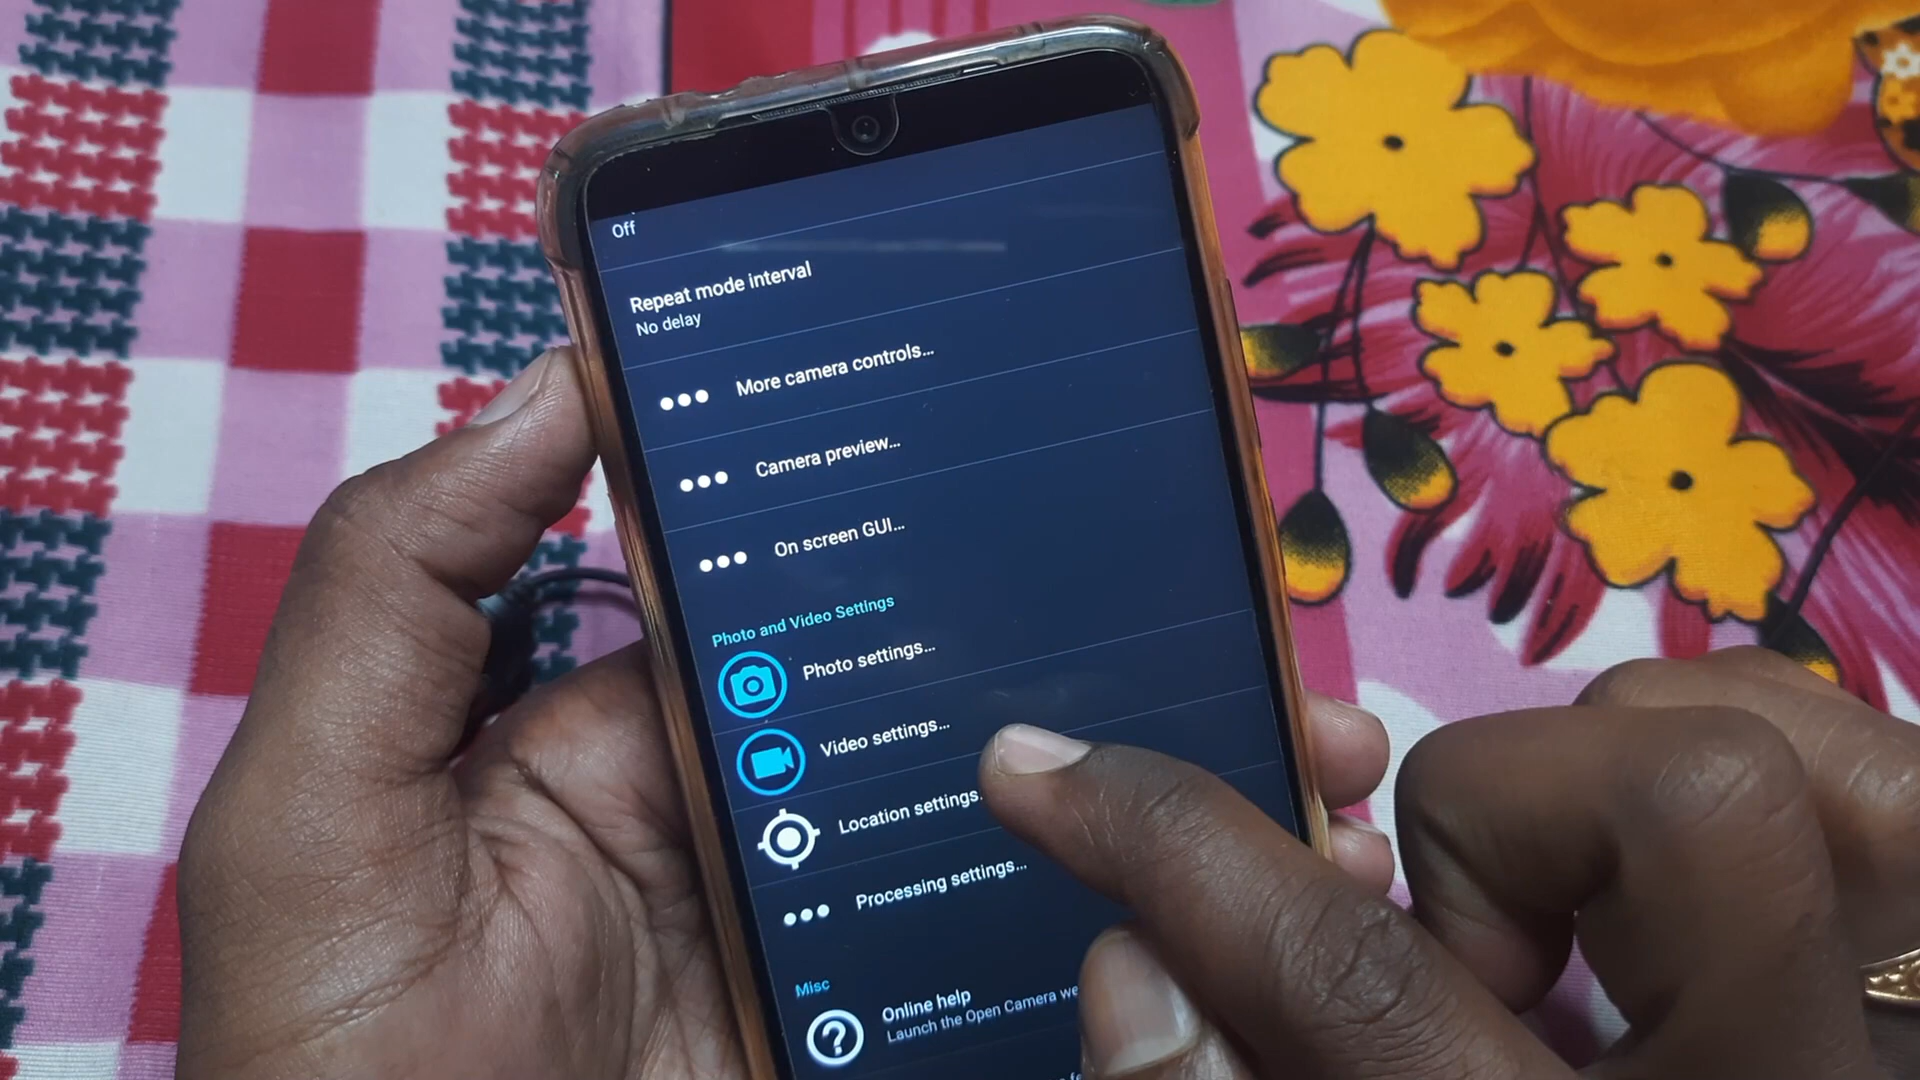 Off
Repeat mode interval
No delay
More camera controls...
Camera preview...
On screen GUI...
Photo and Video Settings
Photo settings...
Video settings...
Location settings.
Processing settings...
Misc
Online help
Launch the Open Camera